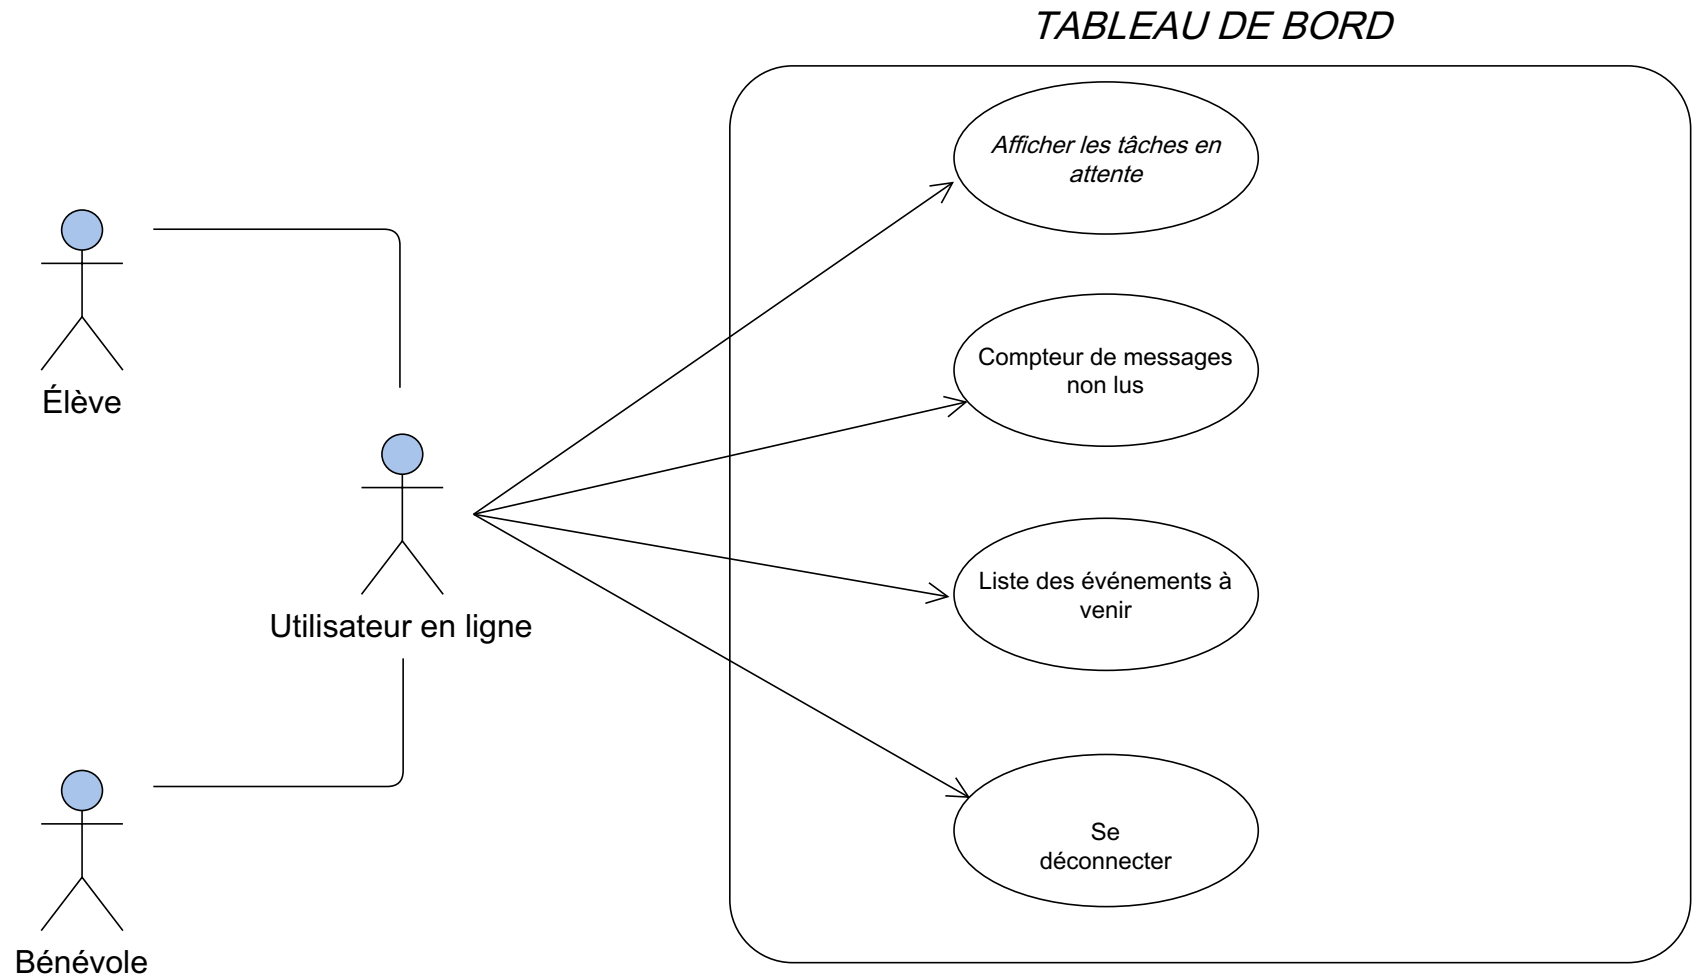 TABLEAU DE BORD
Afficher les tâches en
attente
Élève
Compteur de messages
non lus
Utilisateur en ligne
Liste des événements à
venir
Se
déconnecter
Bénévole